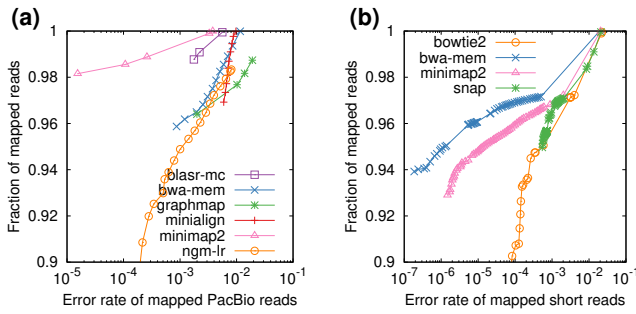 (a)
Fraction of mapped reads
1
0.98
0.96
0.94
0.92
0.9
blasr-mc
bwa-mem
graphmap
minialign
minimap2
ngm-lr
10-5 10-4 10-3 10-2 10-1
Error rate of mapped PacBio reads
(b)
Fraction of mapped reads
1
0.98
0.96
0.94
0.92
0.9
bowtie2
bwa-mem
minimap2
snap
10-7 10-6 10-5 10-4 10-3 10-2 10-1
Error rate of mapped short reads